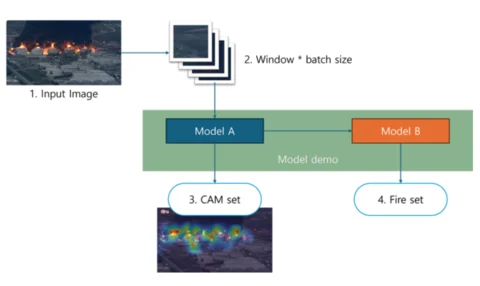 1. Input Image
2. Window * batch size
Model A
Model B
Model demo
3. CAM set
4. Fire set